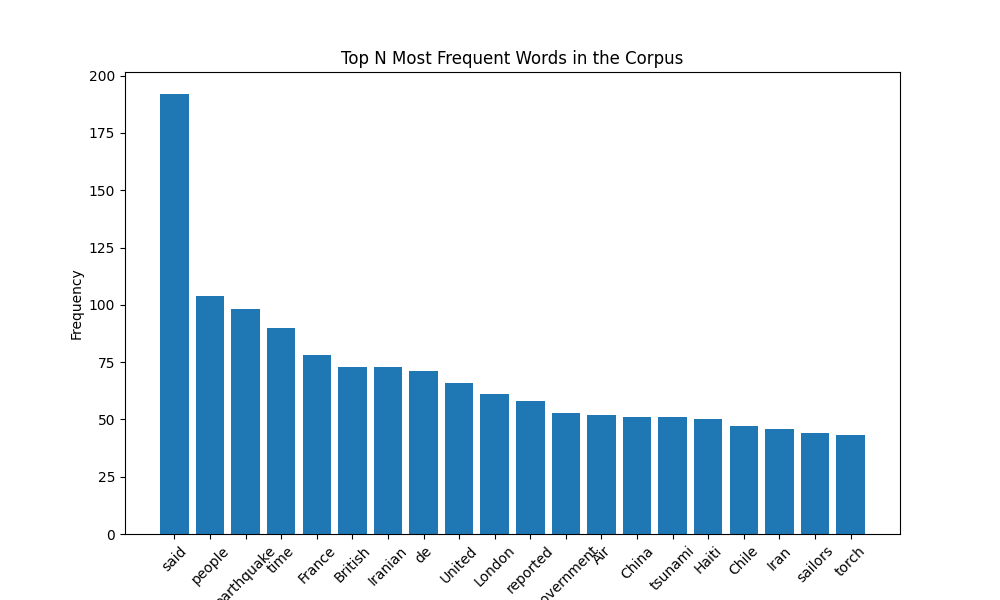 Top N Most Frequent Words in the Corpus
200
175
150
125
100
75
50
25
0
Frequency
said
people
earthquake
time
France
British
Iranian
de
United
London
reported
government
Air
China
tsunami
Haiti
Chile
Iran
sailors
torch